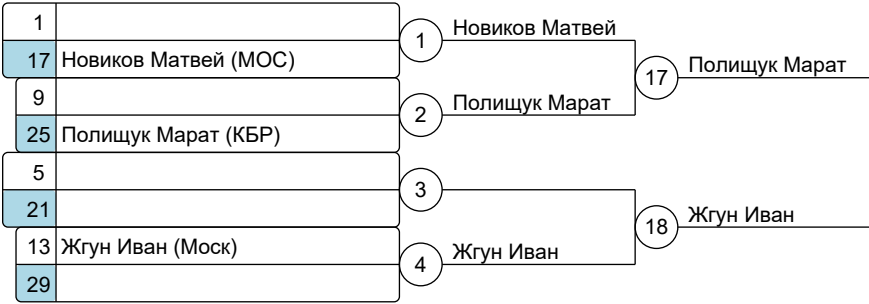 1
17 Новиков Матвей (МОС)
1
Новиков Матвей
9
25 Полищук Марат (КБР)
2
Полищук Марат
17
Полищук Марат
5
21
3
13 Жгун Иван (Моск)
29
4
Жгун Иван
18
Жгун Иван